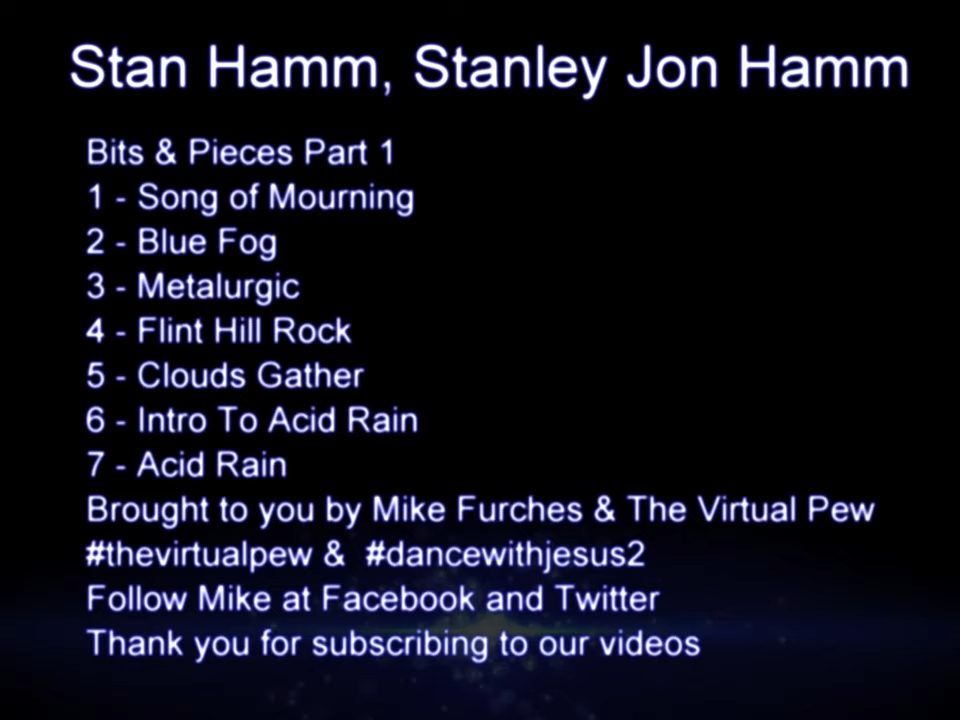 Stan Hamm, Stanley Jon Hamm
Bits & Pieces Part 1
1 - Song of Mourning
2 - Blue Fog
3 - Metalurgic
4 - Flint Hill Rock
5 - Clouds Gather
6 - Intro To Acid Rain
7 - Acid Rain
Brought to you by Mike Furches & The Virtual Pew
#thevirtualpew &  #dancewithjesus2
Follow Mike at Facebook and Twitter
Thank you for subscribing to our videos